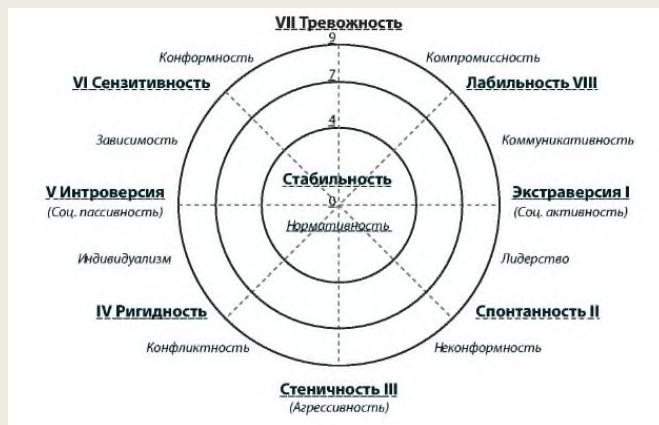 VII Тревожность
9
Конформность
Компромиссность
VI Сензитивность
7
Лабильность VIII
4
Зависимость
Коммуникативность
Стабильность
V Интроверсия
0
Экстраверсия I
(Соц. пассивность)
(Соц. активность)
Нормативность
Индивидуализм
Лидерство
IV Ригидность
Спонтанность II
Конфликтность
Неконформность
Стеничность III
(Агрессивность)